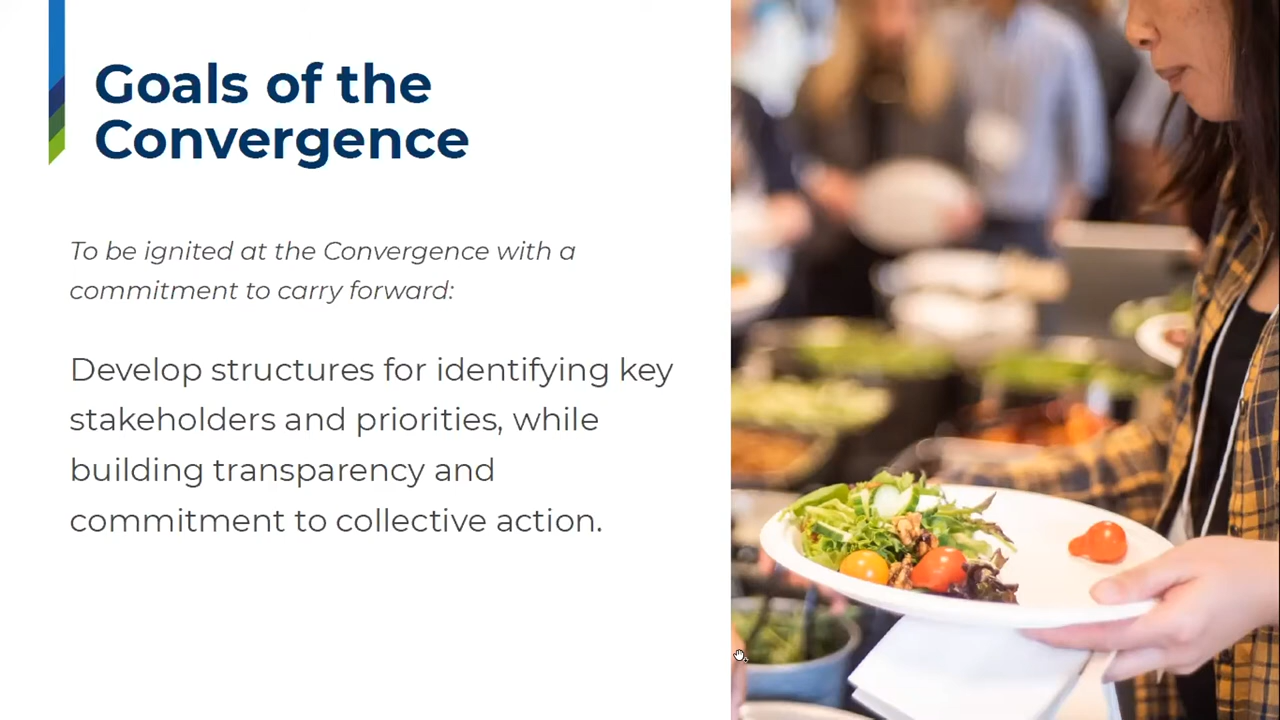 Goals of the
Convergence
To be ignited at the Convergence with a
commitment to carry forward:
Develop structures for identifying key
stakeholders and priorities, while
building transparency and
commitment to collective action.